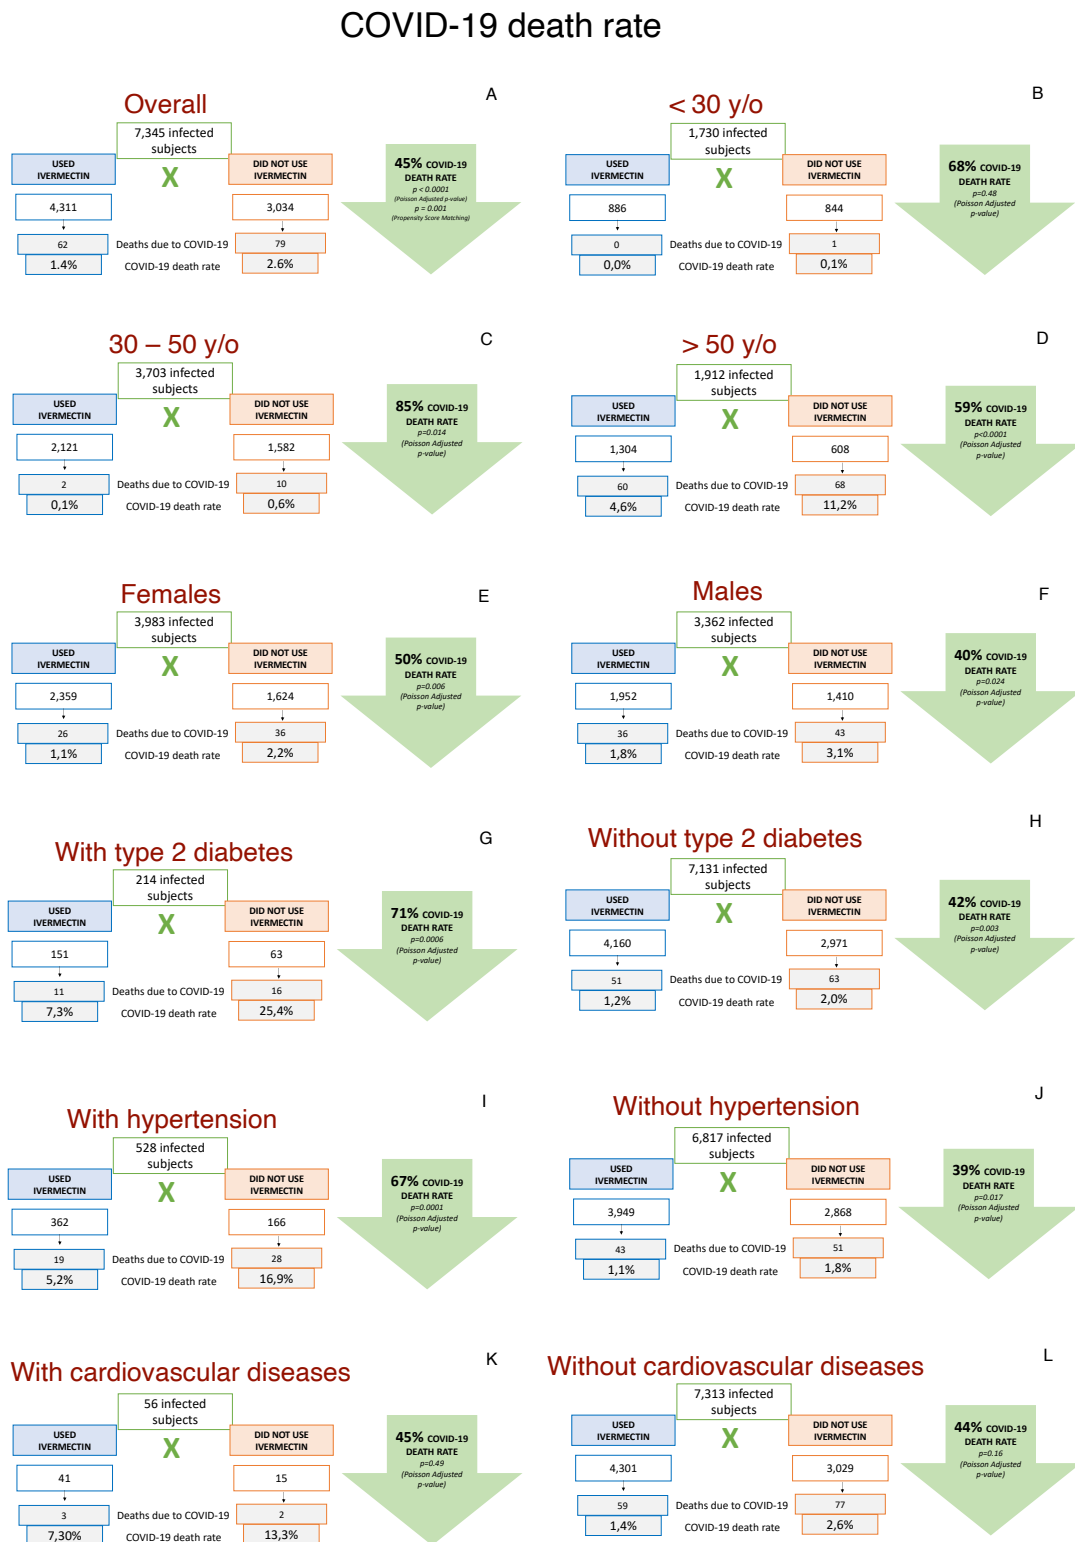 COVID-19 death rate
A
Overall
7,345 infected
subjects
USED
IVERMECTIN
X
DID NOT USE
IVERMECTIN
4,311
3,034
62
Deaths due to COVID-19
79
1.4%
COVID-19 death rate
2.6%
45% COVID-19
DEATH RATE
p < 0.0001
(Poisson Adjusted p-value)
p = 0.001
(Propensity Score Matching)
B
< 30 y/o
1,730 infected
subjects
USED
IVERMECTIN
X
DID NOT USE
IVERMECTIN
886
844
0
Deaths due to COVID-19
1
0,0%
COVID-19 death rate
0,1%
68% COVID-19
DEATH RATE
p=0.48
(Poisson Adjusted
p-value)
C
30 – 50 y/o
3,703 infected
subjects
USED
IVERMECTIN
X
DID NOT USE
IVERMECTIN
2,121
1,582
2
Deaths due to COVID-19
10
0,1%
COVID-19 death rate
0,6%
85% COVID-19
DEATH RATE
p=0.014
(Poisson Adjusted
p-value)
D
> 50 y/o
1,912 infected
subjects
USED
IVERMECTIN
X
DID NOT USE
IVERMECTIN
1,304
608
60
Deaths due to COVID-19
68
4,6%
COVID-19 death rate
11,2%
59% COVID-19
DEATH RATE
p<0.0001
(Poisson Adjusted
p-value)
E
Females
3,983 infected
subjects
USED
IVERMECTIN
X
DID NOT USE
IVERMECTIN
2,359
1,624
26
Deaths due to COVID-19
36
1,1%
COVID-19 death rate
2,2%
50% COVID-19
DEATH RATE
p=0.006
(Poisson Adjusted
p-value)
F
Males
3,362 infected
subjects
USED
IVERMECTIN
X
DID NOT USE
IVERMECTIN
1,952
1,410
36
Deaths due to COVID-19
43
1,8%
COVID-19 death rate
3,1%
40% COVID-19
DEATH RATE
p=0.024
(Poisson Adjusted
p-value)
G
With type 2 diabetes
214 infected
subjects
USED
IVERMECTIN
X
DID NOT USE
IVERMECTIN
151
63
11
Deaths due to COVID-19
16
7,3%
COVID-19 death rate
25,4%
71% COVID-19
DEATH RATE
p=0.0006
(Poisson Adjusted
p-value)
H
Without type 2 diabetes
7,131 infected
subjects
USED
IVERMECTIN
X
DID NOT USE
IVERMECTIN
4,160
2,971
51
Deaths due to COVID-19
63
1,2%
COVID-19 death rate
2,0%
42% COVID-19
DEATH RATE
p=0.003
(Poisson Adjusted
p-value)
I
With hypertension
528 infected
subjects
USED
IVERMECTIN
X
DID NOT USE
IVERMECTIN
362
166
19
Deaths due to COVID-19
28
5,2%
COVID-19 death rate
16,9%
67% COVID-19
DEATH RATE
p=0.0001
(Poisson Adjusted
p-value)
J
Without hypertension
6,817 infected
subjects
USED
IVERMECTIN
X
DID NOT USE
IVERMECTIN
3,949
2,868
43
Deaths due to COVID-19
51
1,1%
COVID-19 death rate
1,8%
39% COVID-19
DEATH RATE
p=0.017
(Poisson Adjusted
p-value)
K
With cardiovascular diseases
56 infected
subjects
USED
IVERMECTIN
X
DID NOT USE
IVERMECTIN
41
15
3
Deaths due to COVID-19
2
7,30%
COVID-19 death rate
13,3%
45% COVID-19
DEATH RATE
p=0.49
(Poisson Adjusted
p-value)
L
Without cardiovascular diseases
7,313 infected
subjects
USED
IVERMECTIN
X
DID NOT USE
IVERMECTIN
4,301
3,029
59
Deaths due to COVID-19
77
1,4%
COVID-19 death rate
2,6%
44% COVID-19
DEATH RATE
p=0.16
(Poisson Adjusted
p-value)